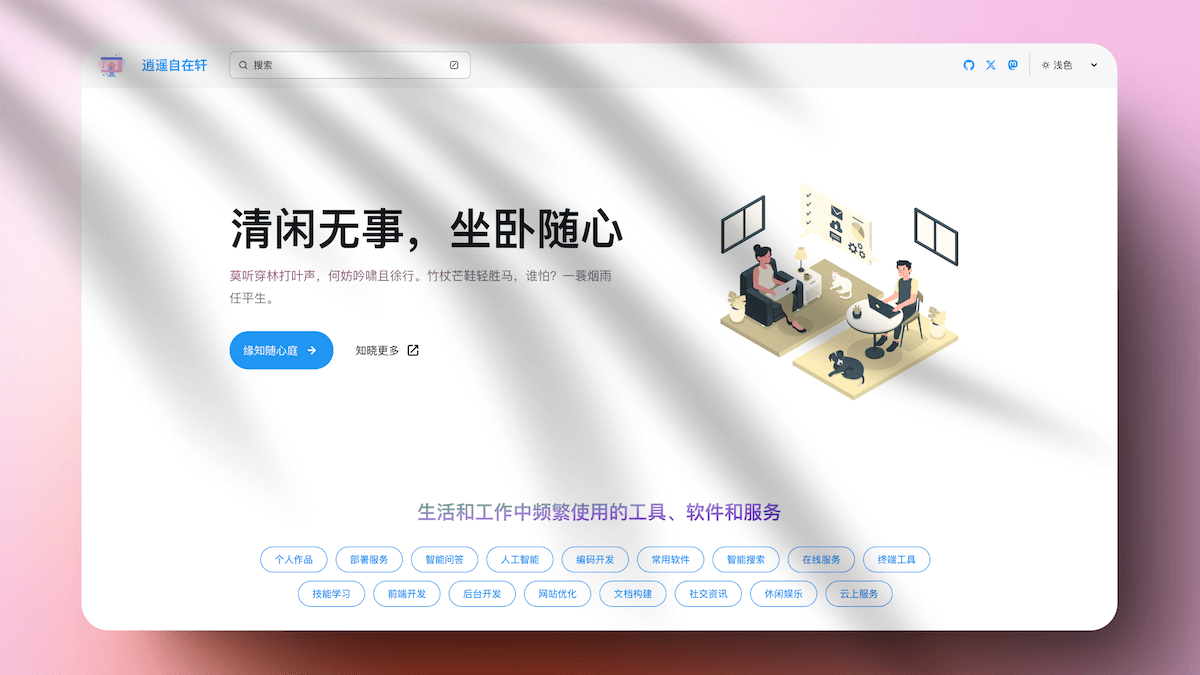 逍遥自在轩
搜索
浅色
清闲无事，坐卧随心
莫听穿林打叶声，何妨吟啸且徐行。竹杖芒鞋轻胜马，谁怕？一蓑烟雨
任平生。
缘知随心庭
知晓更多
生活和工作中频繁使用的工具、软件和服务
个人作品 部署服务 智能问答 人工智能 编码开发 常用软件 智能搜索 在线服务 终端工具
技能学习 前端开发 后台开发 网站优化 文档构建 社交资讯 休闲娱乐 云上服务